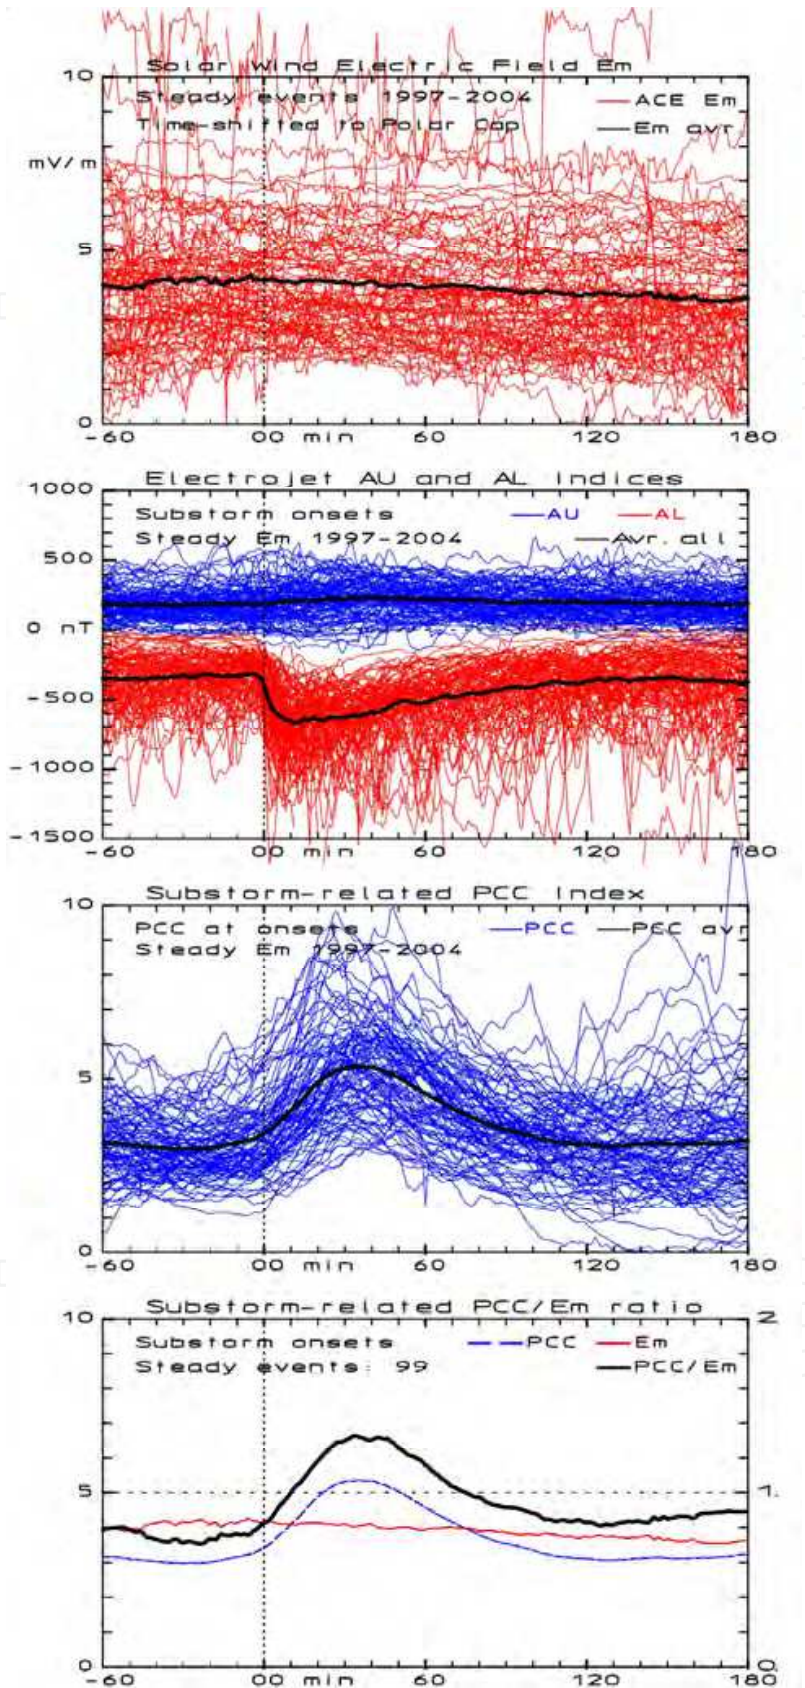 Solar Wind Electric Field Em
10
Steady events 1997-2004
ACE Em
Time-shifted to Polar Cap
Em avr
mV/m
5
0
-60 00 min 60 120 180
Electrojet AU and AL Indices
1000
Substorm onsets
AU AL
Steady Em 1997-2004
Avr. all
500
0 nT
-500
-1000
-1500
-60 00 min 60 120 180
Substorm-related PCC Index
10
PCC at onsets
PCC PCC avr
Steady Em 1997-2004
5
0
-60 00 min 60 120 180
Substorm-related PCC/Em ratio
10 2.
Substorm onsets
PCC Em
Steady events: 99
PCC/Em
5 1.
0 0.
-60 00 min 60 120 180